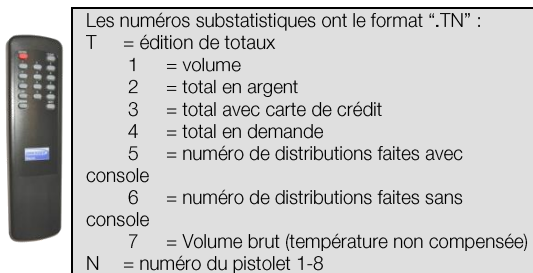 Les numéros substatistiques ont le format “.TN” :
T = édition de totaux
1 = volume
2 = total en argent
3 = total avec carte de crédit
4 = total en demande
5 = numéro de distributions faites avec
console
6 = numéro de distributions faites sans
console
7 = Volume brut (température non compensée)
N = numéro du pistolet 1-8